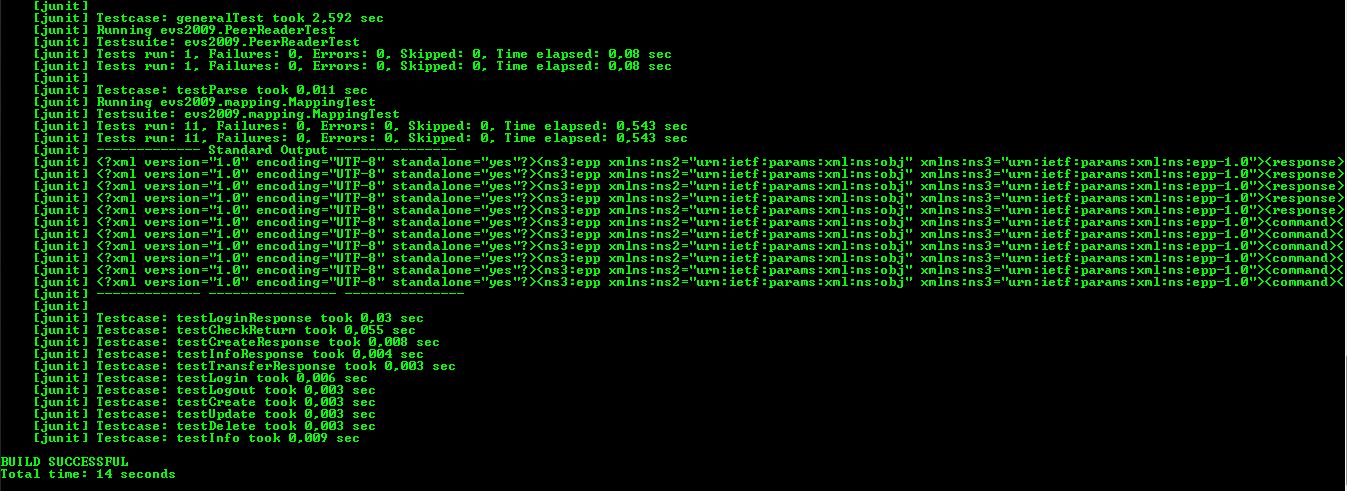 [junit]
[junit] Testcase: generalTest took 2,592 sec
[junit] Running evs2009.PeerReaderTest
[junit] Testsuite: evs2009.PeerReaderTest
[junit] Tests run: 1, Failures: 0, Errors: 0, Skipped: 0, Time elapsed: 0,08 sec
[junit] Tests run: 1, Failures: 0, Errors: 0, Skipped: 0, Time elapsed: 0,08 sec
[junit]
[junit] Testcase: testParse took 0,011 sec
[junit] Running evs2009.mapping.MappingTest
[junit] Testsuite: evs2009.mapping.MappingTest
[junit] Tests run: 11, Failures: 0, Errors: 0, Skipped: 0, Time elapsed: 0,543 sec
[junit] Tests run: 11, Failures: 0, Errors: 0, Skipped: 0, Time elapsed: 0,543 sec
[junit] ------------- Standard Output ---------------
[junit] <?xml version="1.0" encoding="UTF-8" standalone="yes"?><ns3:epp xmlns:ns2="urn:ietf:params:xml:ns:obj" xmlns:ns3="urn:ietf:params:xml:ns:epp-1.0"><response>
[junit] <?xml version="1.0" encoding="UTF-8" standalone="yes"?><ns3:epp xmlns:ns2="urn:ietf:params:xml:ns:obj" xmlns:ns3="urn:ietf:params:xml:ns:epp-1.0"><response>
[junit] <?xml version="1.0" encoding="UTF-8" standalone="yes"?><ns3:epp xmlns:ns2="urn:ietf:params:xml:ns:obj" xmlns:ns3="urn:ietf:params:xml:ns:epp-1.0"><response>
[junit] <?xml version="1.0" encoding="UTF-8" standalone="yes"?><ns3:epp xmlns:ns2="urn:ietf:params:xml:ns:obj" xmlns:ns3="urn:ietf:params:xml:ns:epp-1.0"><response>
[junit] <?xml version="1.0" encoding="UTF-8" standalone="yes"?><ns3:epp xmlns:ns2="urn:ietf:params:xml:ns:obj" xmlns:ns3="urn:ietf:params:xml:ns:epp-1.0"><response>
[junit] <?xml version="1.0" encoding="UTF-8" standalone="yes"?><ns3:epp xmlns:ns2="urn:ietf:params:xml:ns:obj" xmlns:ns3="urn:ietf:params:xml:ns:epp-1.0"><command><
[junit] <?xml version="1.0" encoding="UTF-8" standalone="yes"?><ns3:epp xmlns:ns2="urn:ietf:params:xml:ns:obj" xmlns:ns3="urn:ietf:params:xml:ns:epp-1.0"><command><
[junit] <?xml version="1.0" encoding="UTF-8" standalone="yes"?><ns3:epp xmlns:ns2="urn:ietf:params:xml:ns:obj" xmlns:ns3="urn:ietf:params:xml:ns:epp-1.0"><command><
[junit] <?xml version="1.0" encoding="UTF-8" standalone="yes"?><ns3:epp xmlns:ns2="urn:ietf:params:xml:ns:obj" xmlns:ns3="urn:ietf:params:xml:ns:epp-1.0"><command><
[junit] <?xml version="1.0" encoding="UTF-8" standalone="yes"?><ns3:epp xmlns:ns2="urn:ietf:params:xml:ns:obj" xmlns:ns3="urn:ietf:params:xml:ns:epp-1.0"><command><
[junit] <?xml version="1.0" encoding="UTF-8" standalone="yes"?><ns3:epp xmlns:ns2="urn:ietf:params:xml:ns:obj" xmlns:ns3="urn:ietf:params:xml:ns:epp-1.0"><command><
[junit] ------------- ---------------- ---------------
[junit]
[junit] Testcase: testLoginResponse took 0,03 sec
[junit] Testcase: testCheckReturn took 0,055 sec
[junit] Testcase: testCreateResponse took 0,008 sec
[junit] Testcase: testInfoResponse took 0,004 sec
[junit] Testcase: testTransferResponse took 0,003 sec
[junit] Testcase: testLogin took 0,006 sec
[junit] Testcase: testLogout took 0,003 sec
[junit] Testcase: testCreate took 0,003 sec
[junit] Testcase: testUpdate took 0,003 sec
[junit] Testcase: testDelete took 0,003 sec
[junit] Testcase: testInfo took 0,009 sec
BUILD SUCCESSFUL
Total time: 14 seconds